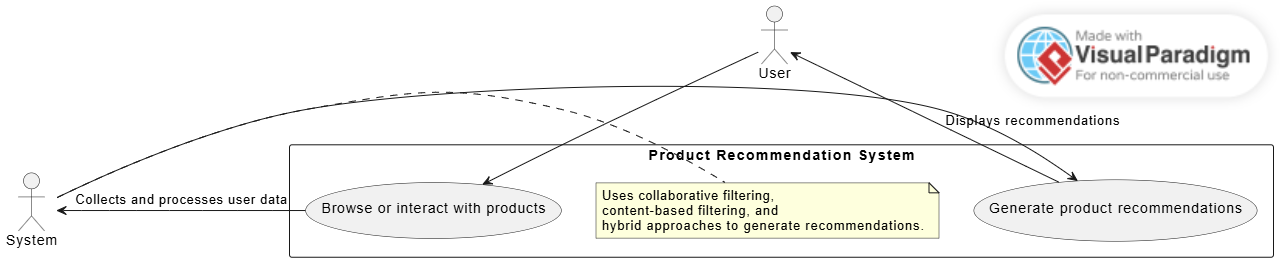 Made with
Visual Paradigm
For non-commercial use
User
Displays recommendations
Product Recommendation System
Collects and processes user data
Browse or interact with products
Uses collaborative filtering,
content-based filtering, and
hybrid approaches to generate recommendations.
Generate product recommendations
System